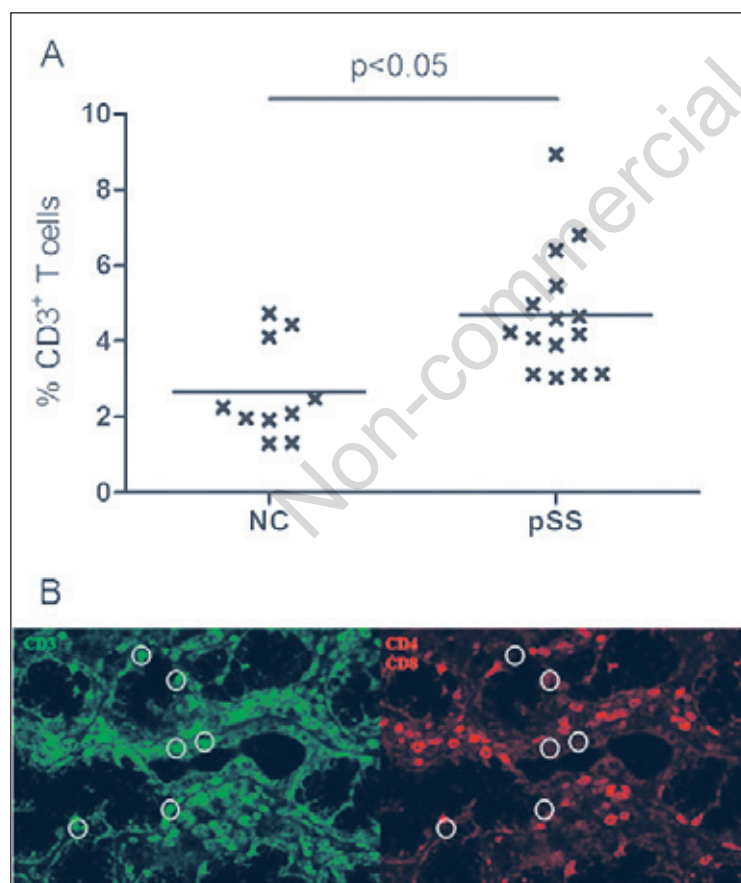 A
p<0.05
% CD3+ T cells
10
8
6
4
2
0
NC
pSS
Non-commercial
B
CD3
CD4
CD8